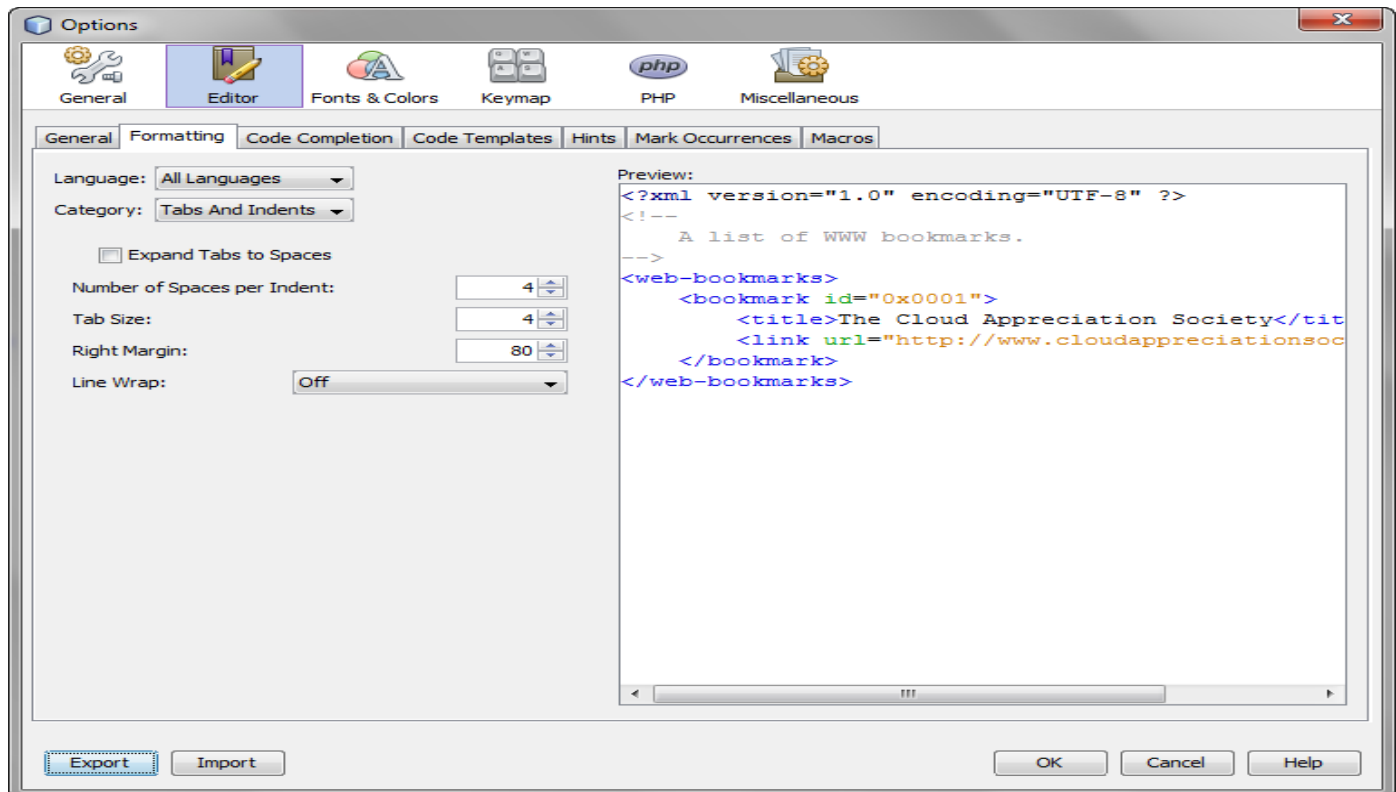 Options
General Editor Fonts & Colors Keymap PHP Miscellaneous
General Formatting Code Completion Code Templates Hints Mark Occurrences Macros
Language: All Languages
Category: Tabs And Indents
Expand Tabs to Spaces
Number of Spaces per Indent: 4
Tab Size: 4
Right Margin: 80
Line Wrap: Off
Preview:
<?xml version="1.0" encoding="UTF-8" ?>
<!--
    A list of WWW bookmarks.
-->
<web-bookmarks>
    <bookmark id="0x0001">
        <title>The Cloud Appreciation Society</tit
        <link url="http://www.cloudappreciationsoc
    </bookmark>
</web-bookmarks>
Export Import OK Cancel Help